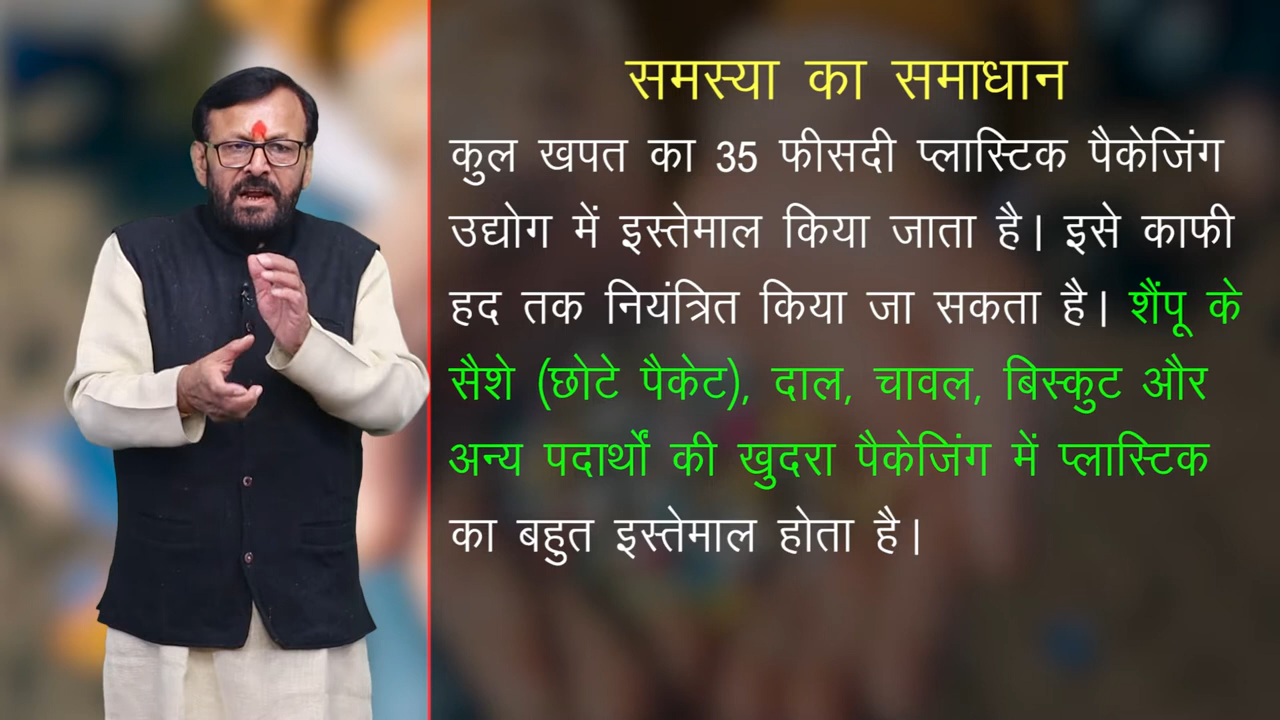 समस्या का समाधान
कुल खपत का 35 फीसदी प्लास्टिक पैकेजिंग
उद्योग में इस्तेमाल किया जाता है। इसे काफी
हद तक नियंत्रित किया जा सकता है। शैंपू के
सैशे (छोटे पैकेट), दाल, चावल, बिस्कुट और
अन्य पदार्थों की खुदरा पैकेजिंग में प्लास्टिक
का बहुत इस्तेमाल होता है।